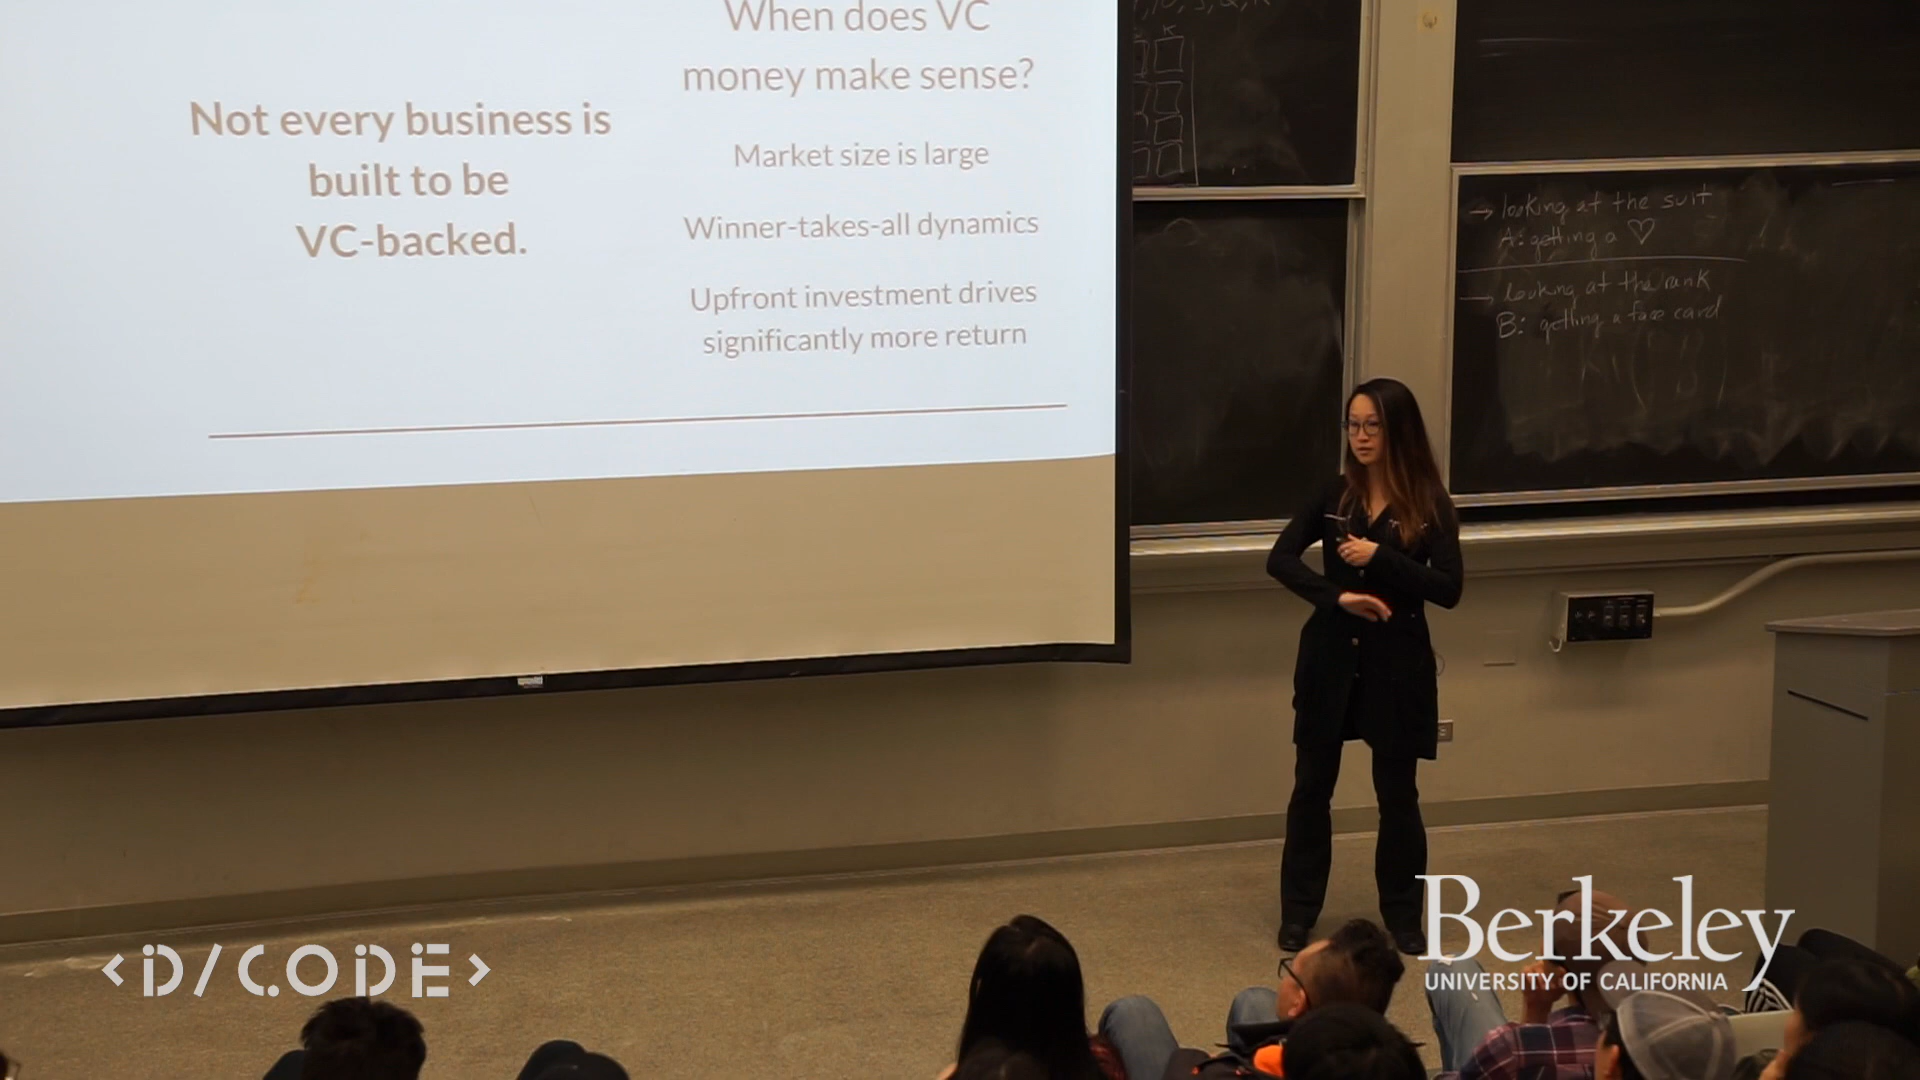 Not every business is
built to be
VC-backed.
When does VC
money make sense?
Market size is large
Winner-takes-all dynamics
Upfront investment drives
significantly more return
K
→ looking at the suit
A: getting a ♡
→ looking at the rank
B: getting a face card
<D/CODE>
Berkeley
UNIVERSITY OF CALIFORNIA